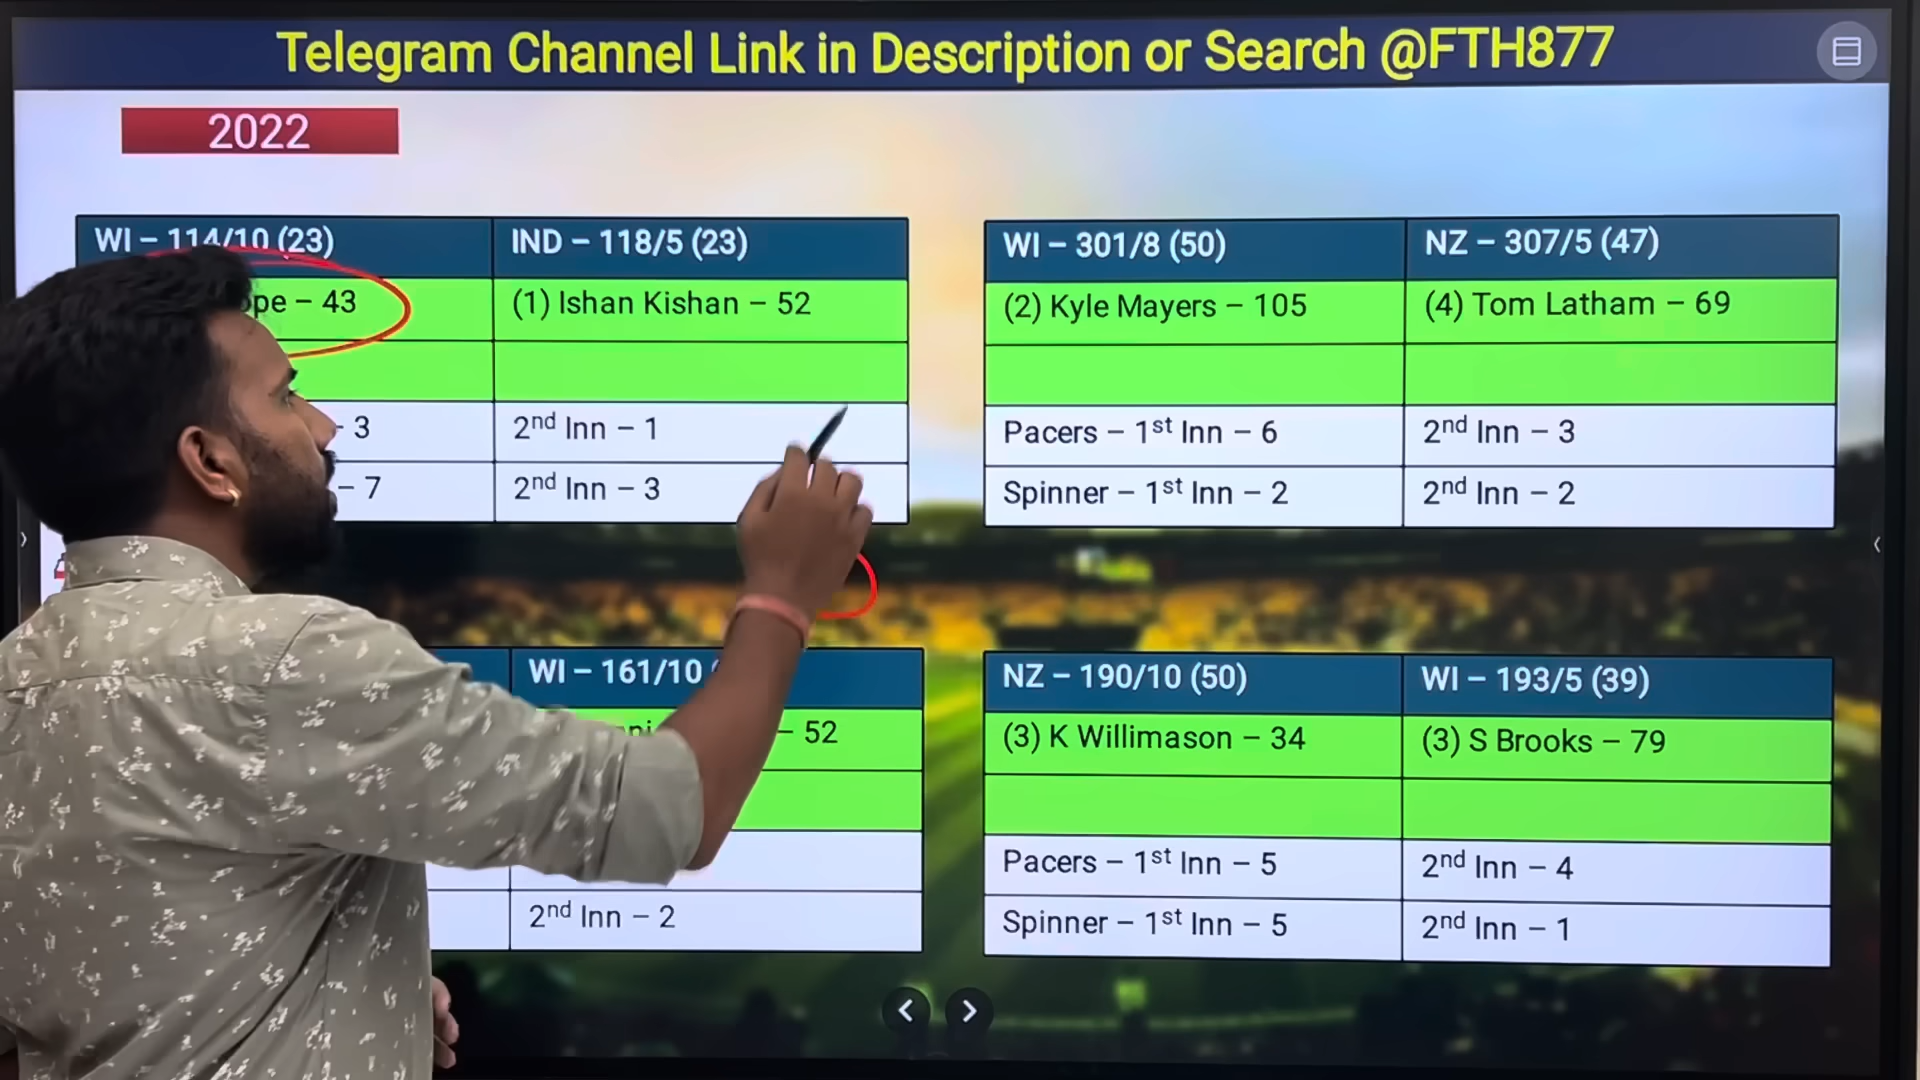 Telegram Channel Link in Description or Search @FTH877
2022
WI – 114/10 (23)
IND – 118/5 (23)
ope – 43
(1) Ishan Kishan – 52
- 3
2nd Inn – 1
– 7
2nd Inn – 3
WI – 301/8 (50)
NZ – 307/5 (47)
(2) Kyle Mayers – 105
(4) Tom Latham – 69
Pacers – 1st Inn – 6
2nd Inn – 3
Spinner – 1st Inn – 2
2nd Inn – 2
WI – 161/10
– 52
2nd Inn – 2
NZ – 190/10 (50)
WI – 193/5 (39)
(3) K Willimason – 34
(3) S Brooks – 79
Pacers – 1st Inn – 5
2nd Inn – 4
Spinner – 1st Inn – 5
2nd Inn – 1